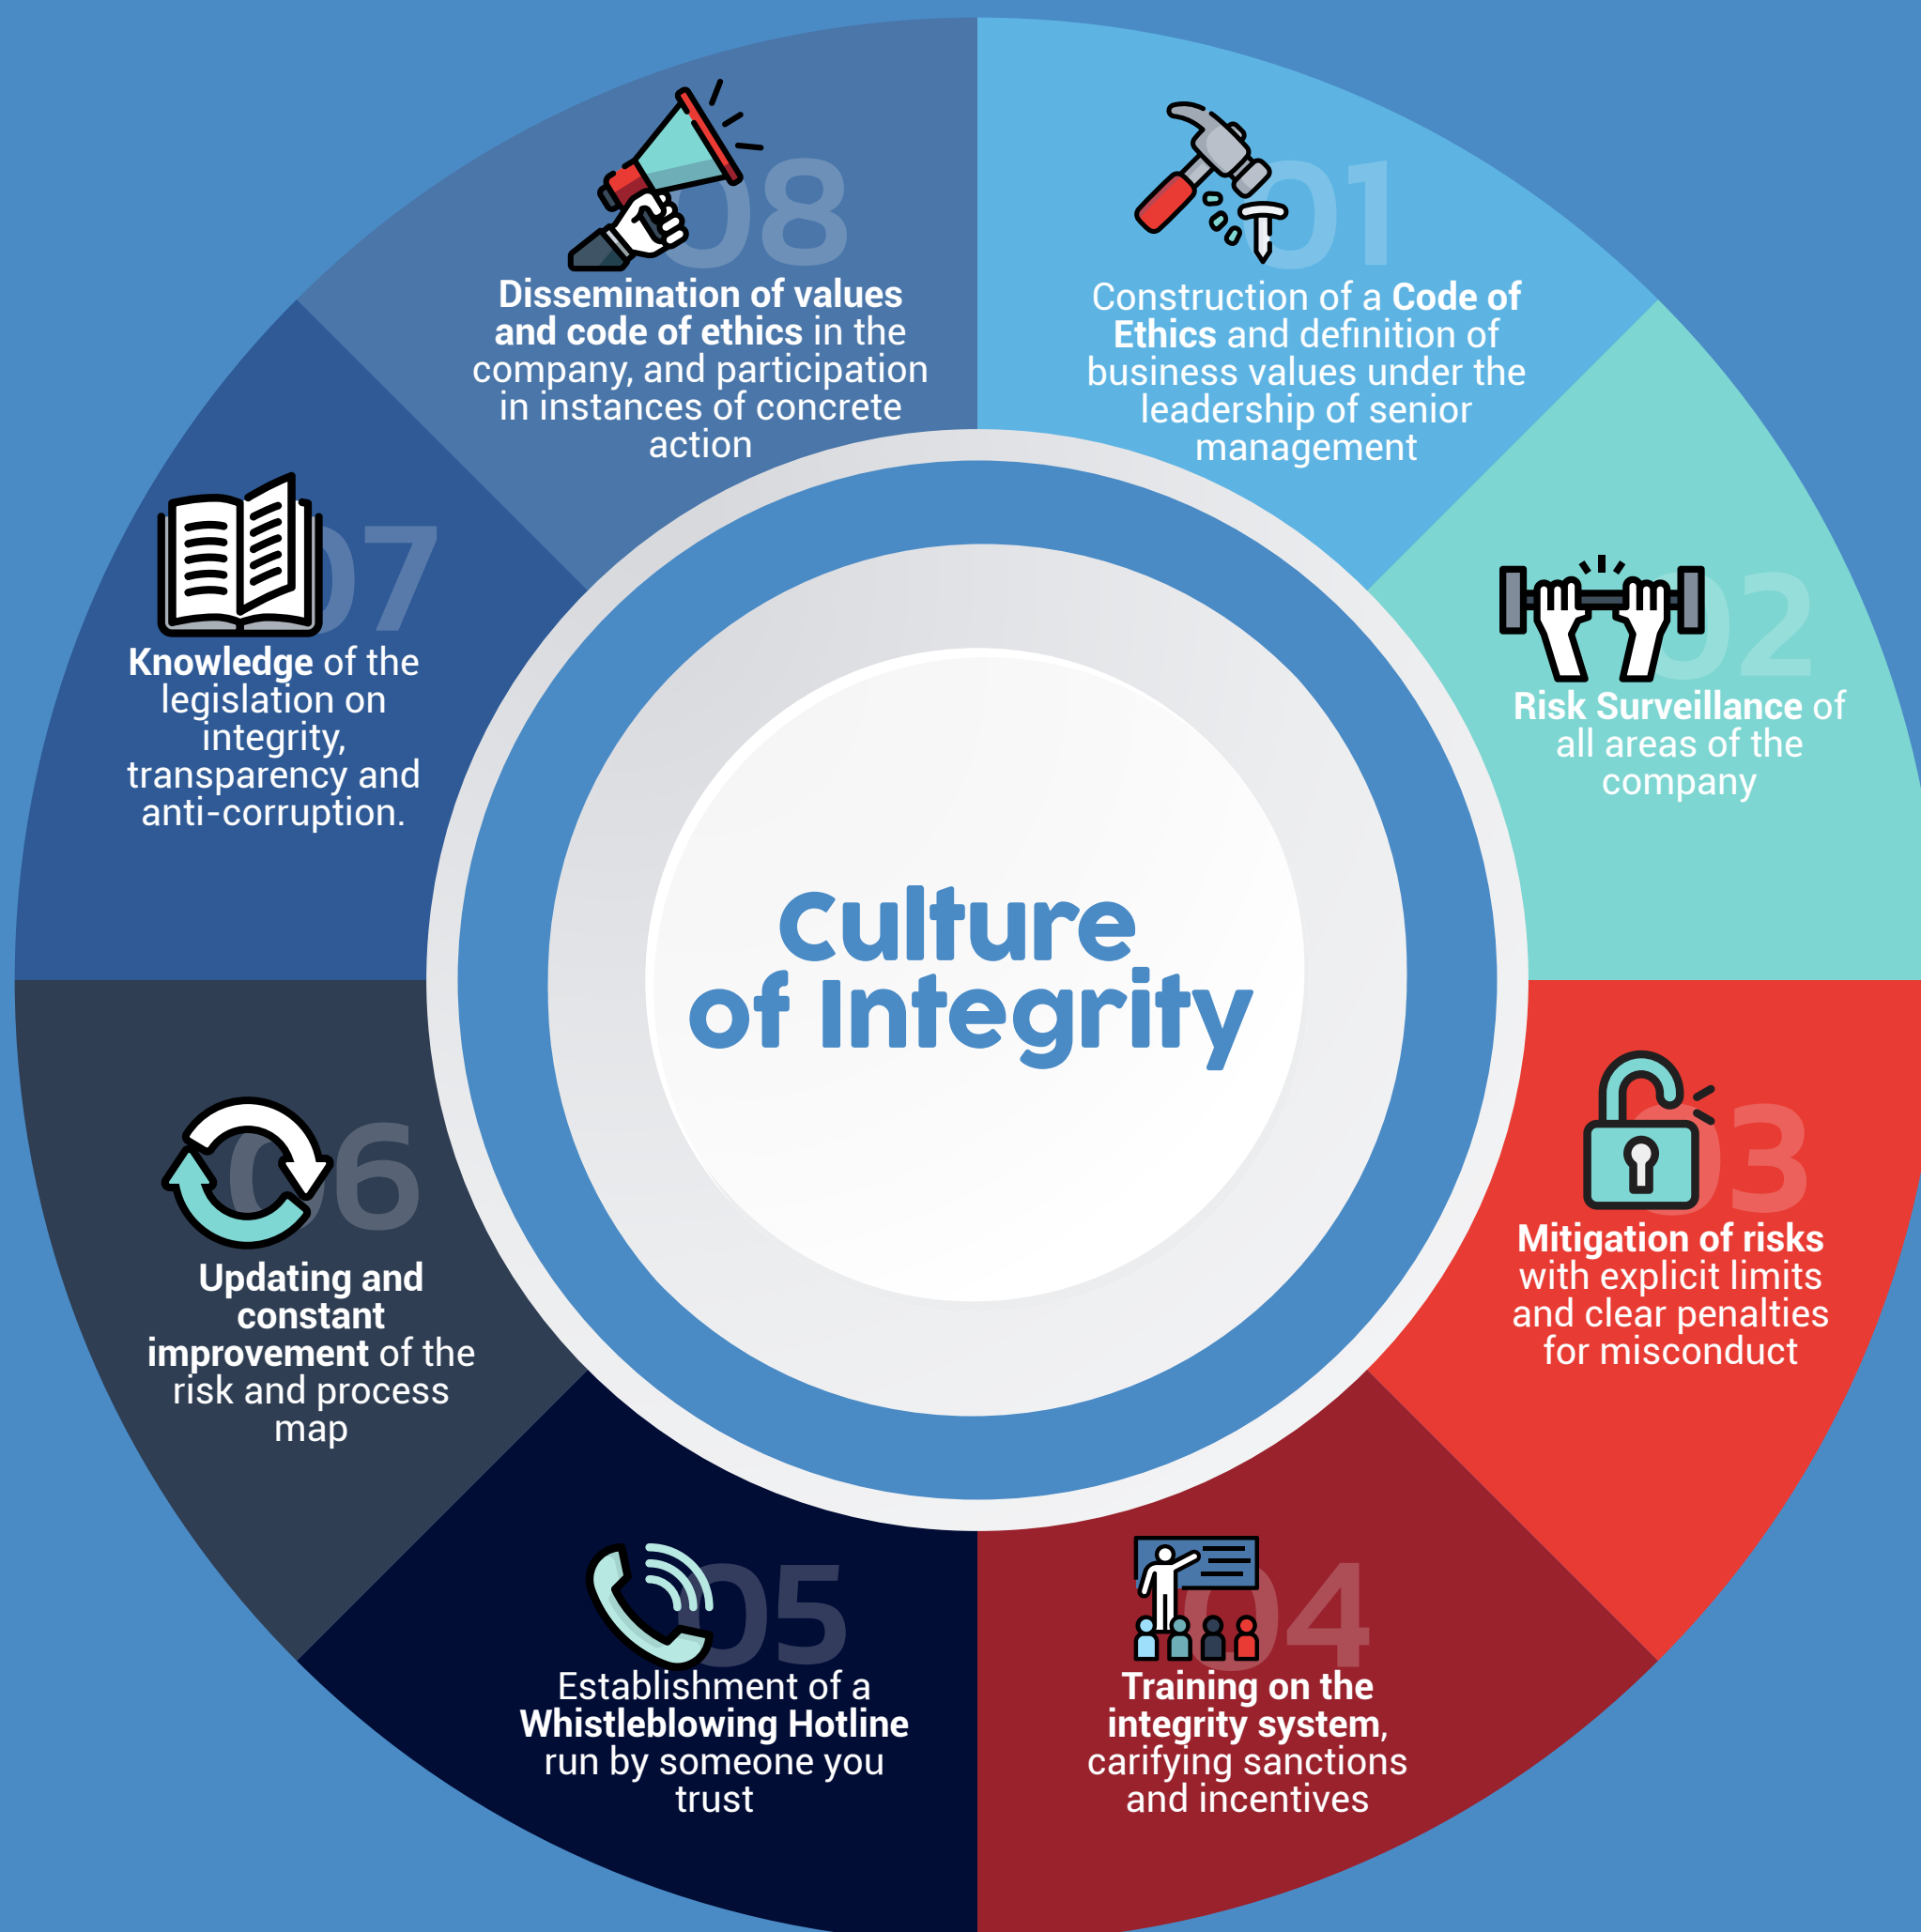 Culture
of Integrity
01
Construction of a Code of
Ethics and definition of
business values under the
leadership of senior
management
02
Risk Surveillance of
all areas of the
company
03
Mitigation of risks
with explicit limits
and clear penalties
for misconduct
04
Training on the
integrity system,
carifying sanctions
and incentives
05
Establishment of a
Whistleblowing Hotline
run by someone you
trust
06
Updating and
constant
improvement of the
risk and process
map
07
Knowledge of the
legislation on
integrity,
transparency and
anti-corruption.
08
Dissemination of values
and code of ethics in the
company, and participation
in instances of concrete
action